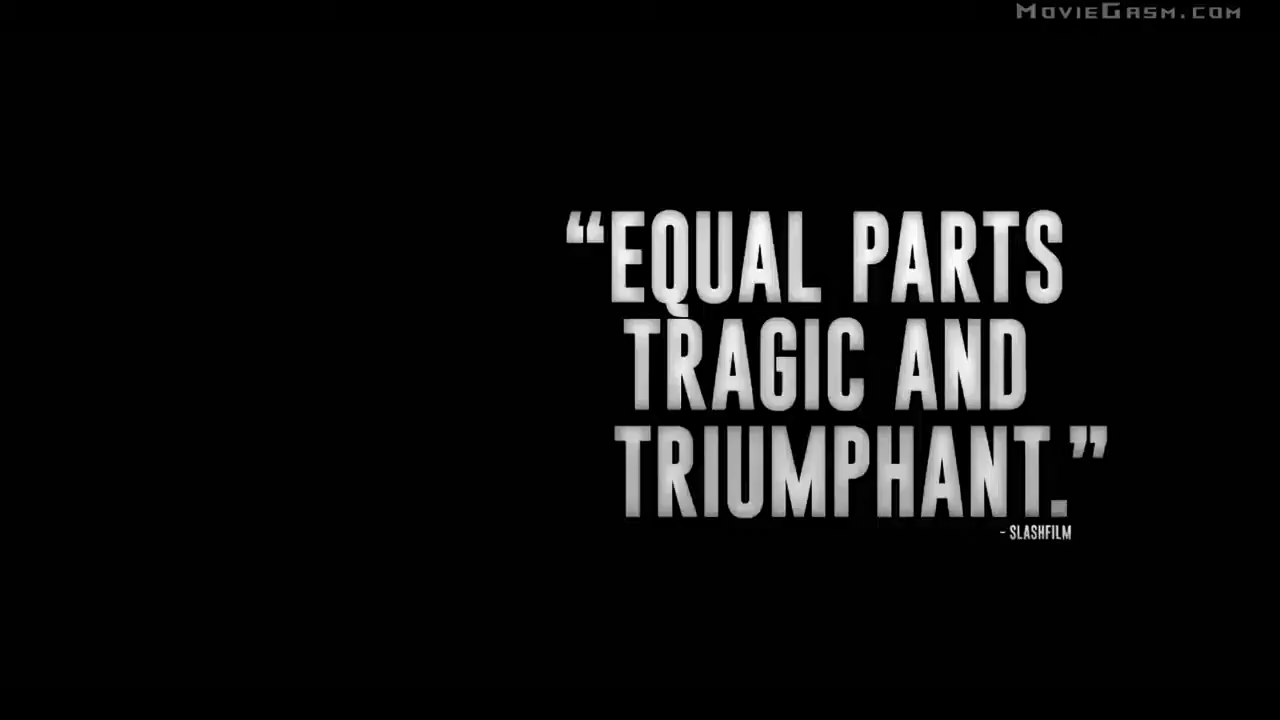 MovieGasm.com
“EQUAL PARTS
TRAGIC AND
TRIUMPHANT.”
- SLASHFILM